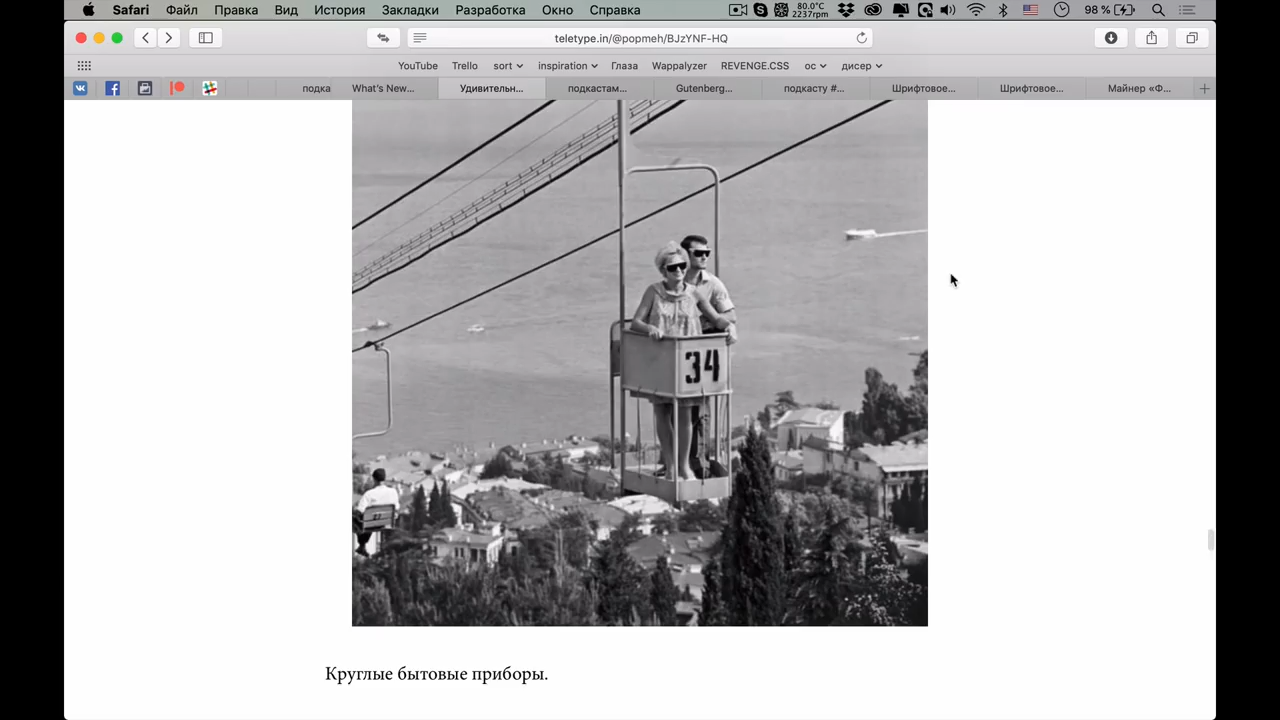 Safari Файл Правка Вид История Закладки Разработка Окно Справка 80.0°C 98 %
2237rpm
teletype.in/@popmeh/BJzYNF-HQ
YouTube Trello sort inspiration Глаза Wappalyzer REVENGE.CSS ос дисер
подка What's New... Удивительн... подкастам... Gutenberg... подкасту #... Шрифтовое... Шрифтовое... Майнер «Ф...
34
Круглые бытовые приборы.